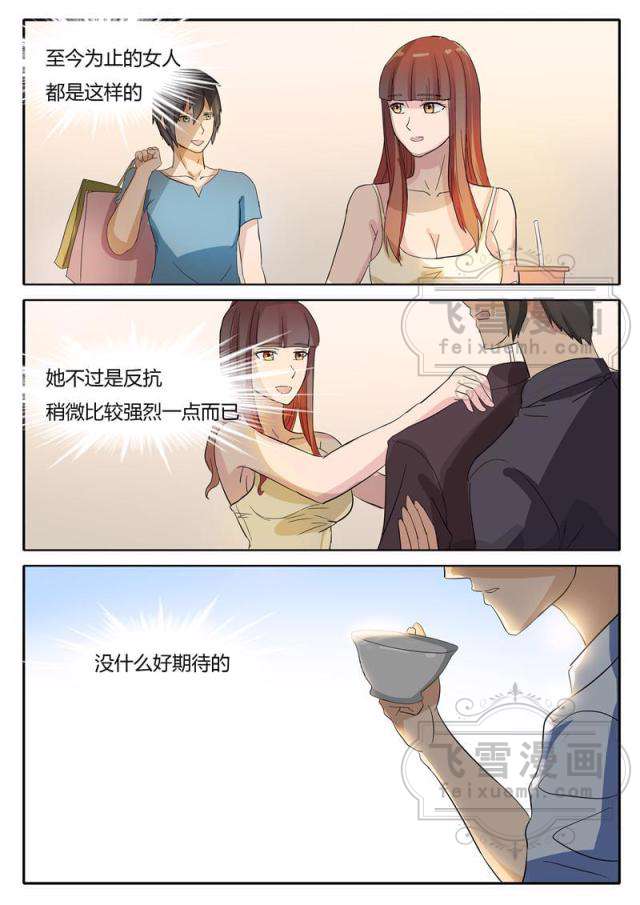 至今为止的女人
都是这样的
飞雪漫画
feixuemh.com
她不过是反抗
稍微比较强烈一点而已
没什么好期待的
飞雪漫画
feixuemh.com